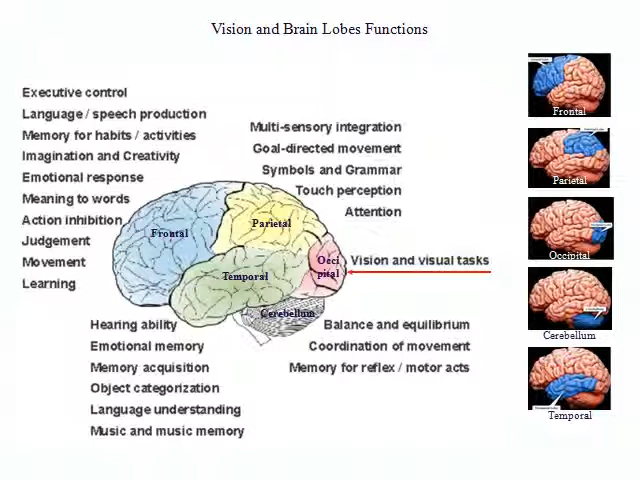 Vision and Brain Lobes Functions
Executive control
Language / speech production
Memory for habits / activities
Imagination and Creativity
Emotional response
Meaning to words
Action inhibition
Judgement
Movement
Learning
Multi-sensory integration
Goal-directed movement
Symbols and Grammar
Touch perception
Attention
Frontal
Parietal
Temporal
Occi
pital
Cerebellum
Vision and visual tasks
Hearing ability
Emotional memory
Memory acquisition
Object categorization
Language understanding
Music and music memory
Balance and equilibrium
Coordination of movement
Memory for reflex / motor acts
Frontal
Parietal
Occipital
Cerebellum
Temporal